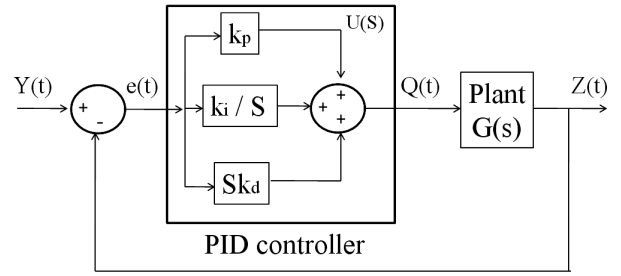 U(S)
kp
Y(t)
e(t)
Q(t)
Z(t)
+
-
ki / S
+
+
+
Plant
G(s)
Skd
PID controller